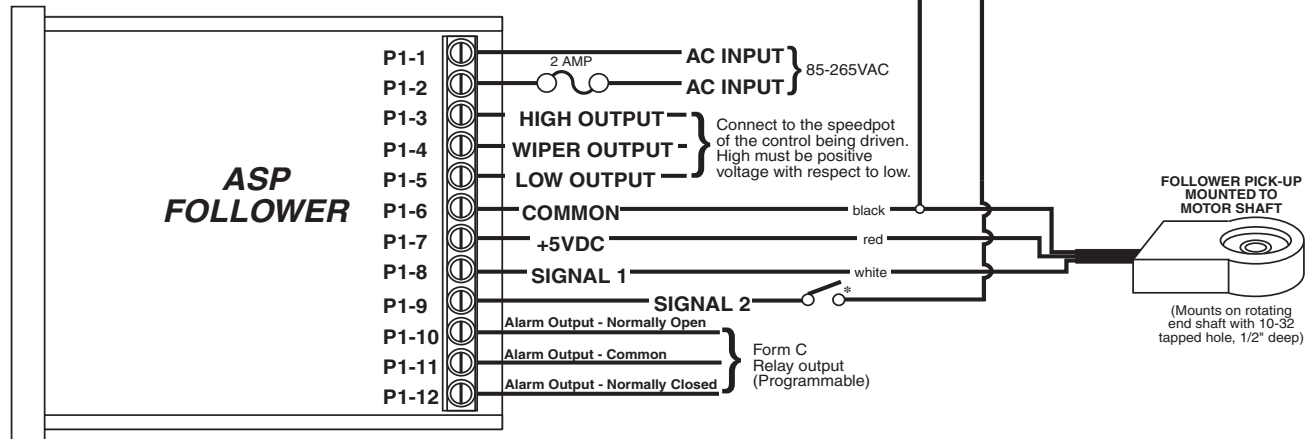 ASP
FOLLOWER
P1-1
P1-2
P1-3
P1-4
P1-5
P1-6
P1-7
P1-8
P1-9
P1-10
P1-11
P1-12
AC INPUT
2 AMP
AC INPUT
85-265VAC
HIGH OUTPUT
WIPER OUTPUT
LOW OUTPUT
Connect to the speedpot
of the control being driven.
High must be positive
voltage with respect to low.
COMMON
black
+5VDC
red
SIGNAL 1
white
SIGNAL 2
*
Alarm Output - Normally Open
Alarm Output - Common
Alarm Output - Normally Closed
Form C
Relay output
(Programmable)
FOLLOWER PICK-UP
MOUNTED TO
MOTOR SHAFT
(Mounts on rotating
end shaft with 10-32
tapped hole, 1/2" deep)